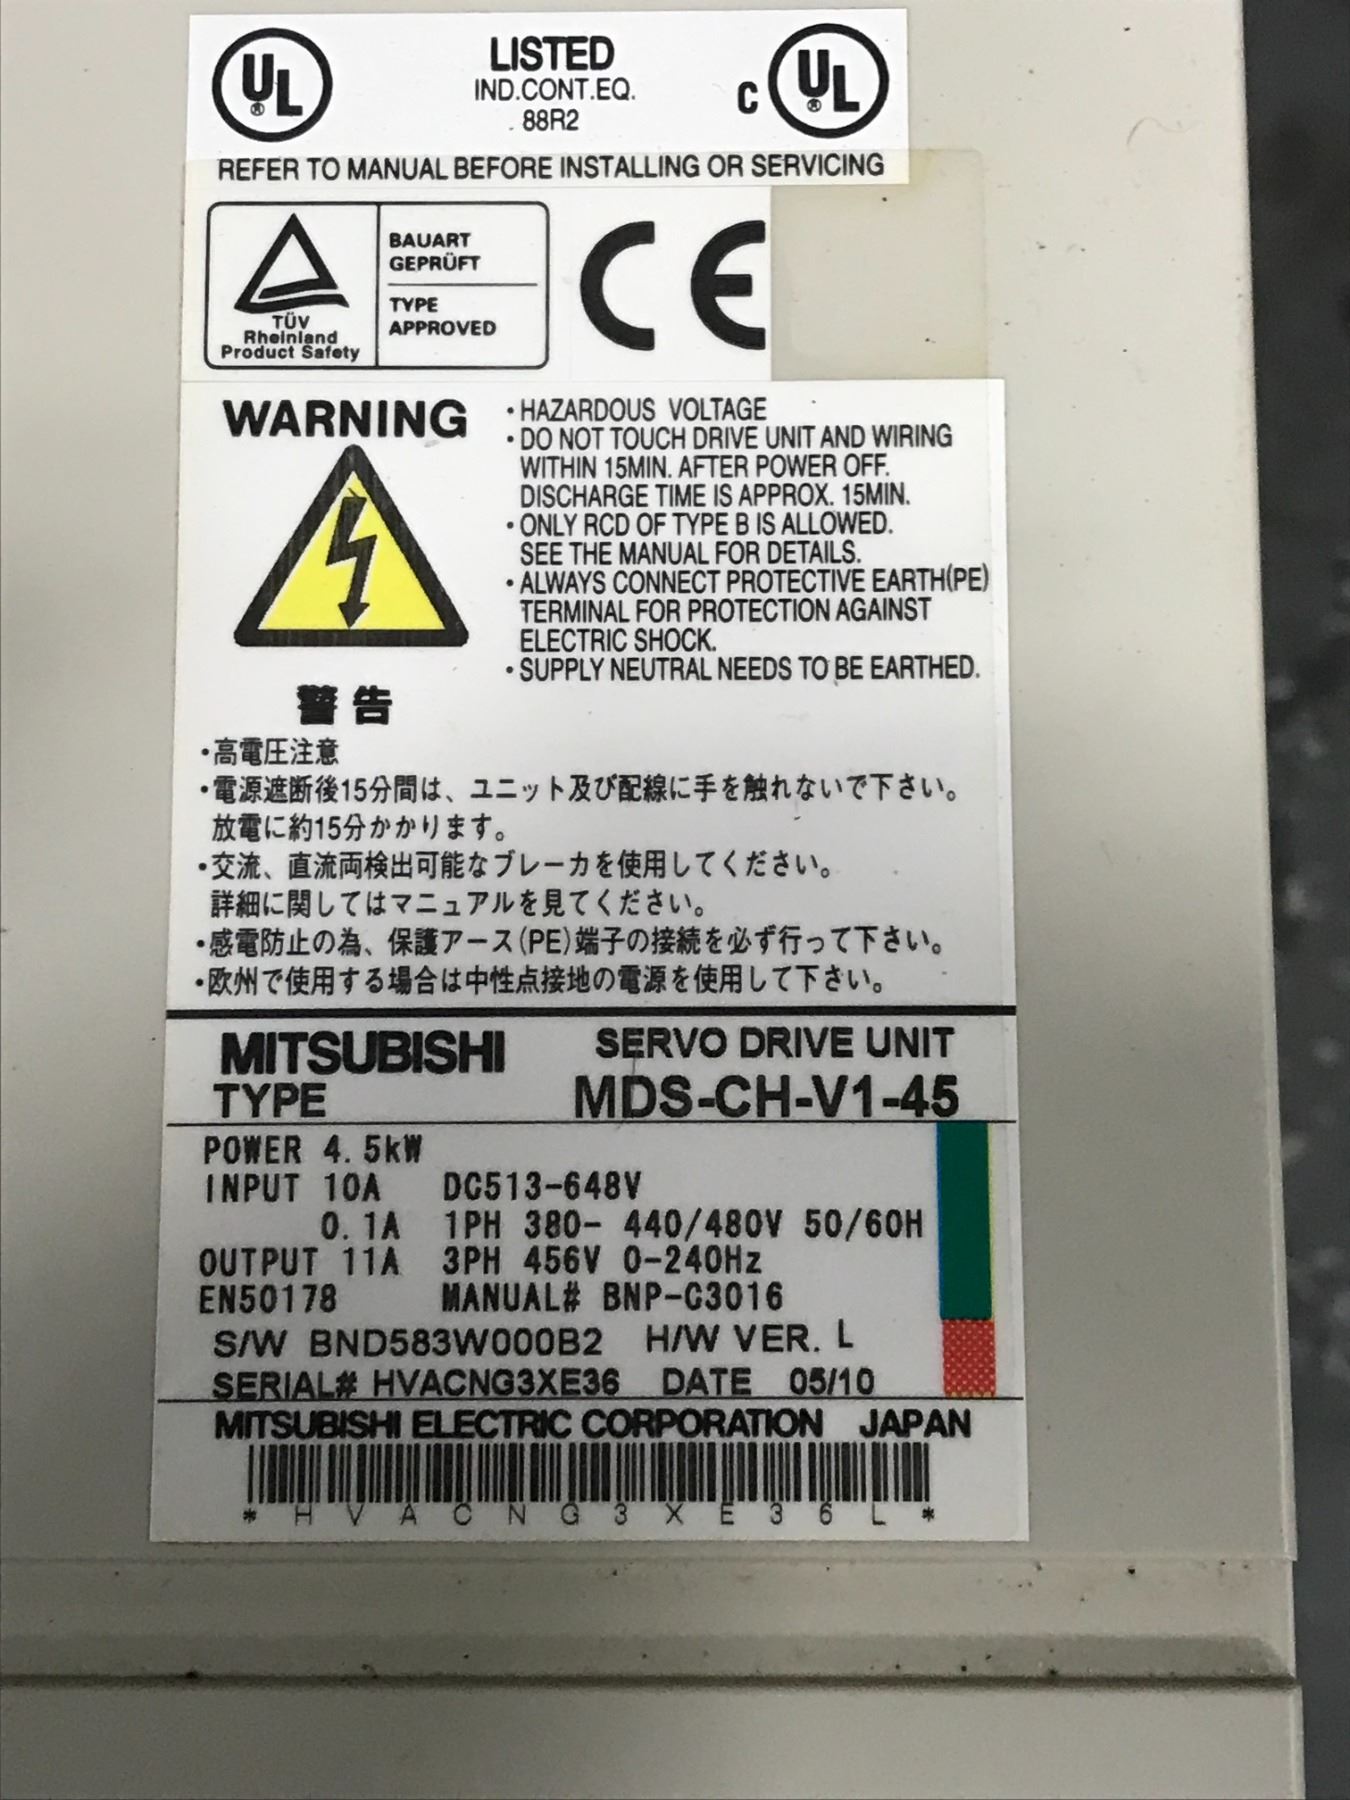 UL LISTED C UL
IND.CONT.EQ.
88R2
REFER TO MANUAL BEFORE INSTALLING OR SERVICING
BAUART
GEPRÜFT
TYPE
APPROVED
TÜV
Rheinland
Product Safety
CE
WARNING
・HAZARDOUS VOLTAGE
・DO NOT TOUCH DRIVE UNIT AND WIRING
WITHIN 15MIN. AFTER POWER OFF.
DISCHARGE TIME IS APPROX. 15MIN.
・ONLY RCD OF TYPE B IS ALLOWED.
SEE THE MANUAL FOR DETAILS.
・ALWAYS CONNECT PROTECTIVE EARTH(PE)
TERMINAL FOR PROTECTION AGAINST
ELECTRIC SHOCK.
・SUPPLY NEUTRAL NEEDS TO BE EARTHED.
警告
・高電圧注意
・電源遮断後15分間は、ユニット及び配線に手を触れないで下さい。
放電に約15分かかります。
・交流、直流両検出可能なブレーカを使用してください。
詳細に関してはマニュアルを見てください。
・感電防止の為、保護アース(PE)端子の接続を必ず行って下さい。
・欧州で使用する場合は中性点接地の電源を使用して下さい。
MITSUBISHI SERVO DRIVE UNIT
TYPE MDS-CH-V1-45
POWER 4.5kW
INPUT 10A DC513-648V
0.1A 1PH 380- 440/480V 50/60H
OUTPUT 11A 3PH 456V 0-240Hz
EN50178 MANUAL# BNP-C3016
S/W BND583W000B2 H/W VER. L
SERIAL# HVACNG3XE36 DATE 05/10
MITSUBISHI ELECTRIC CORPORATION JAPAN
*HVACNG3XE36L*